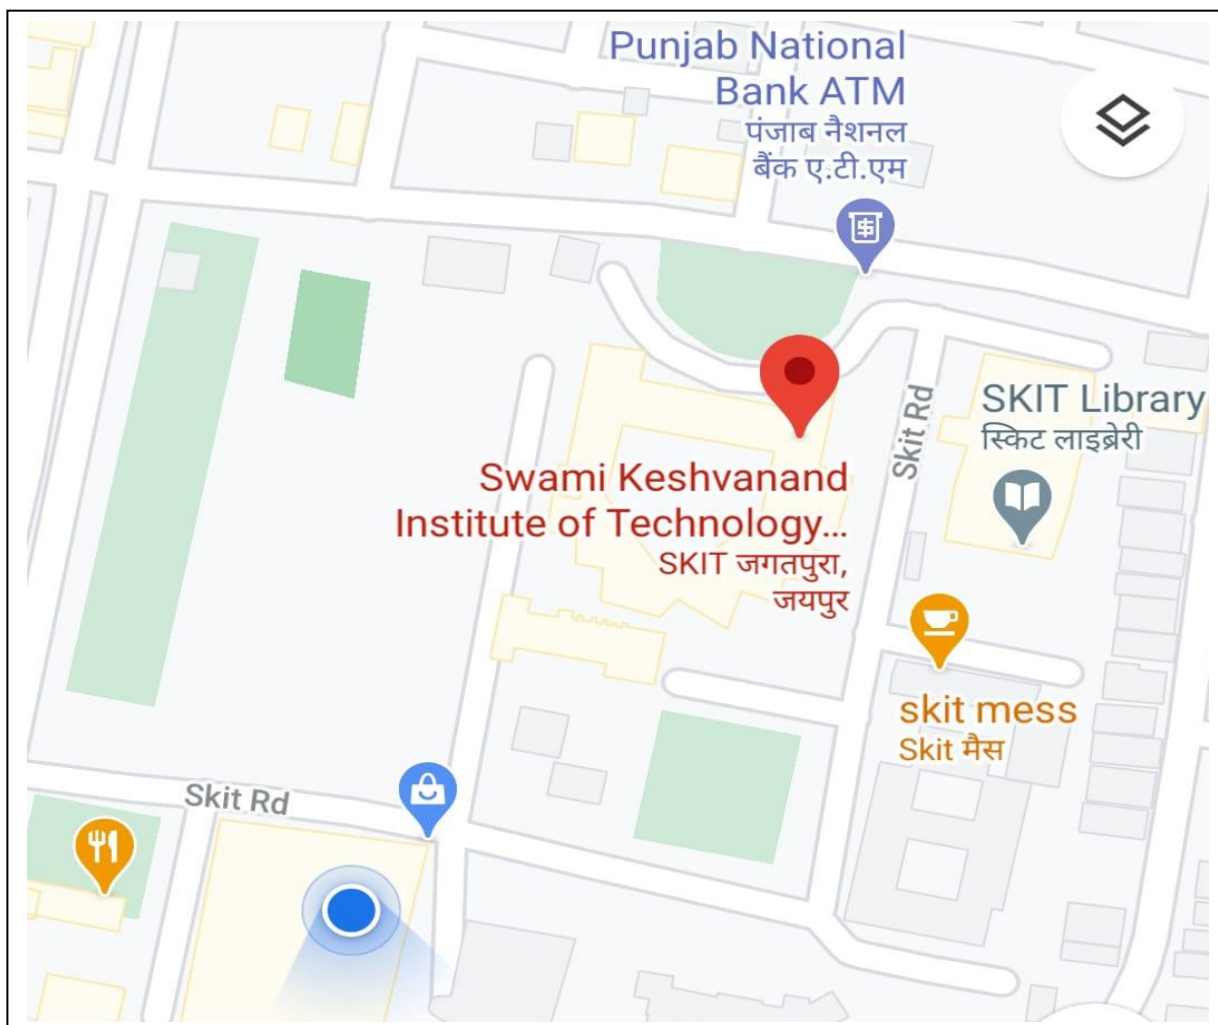 Punjab National
Bank ATM
पंजाब नैशनल
बैंक ए.टी.एम
Skit Rd
SKIT Library
स्किट लाइब्रेरी
Swami Keshvanand
Institute of Technology...
SKIT जगतपुरा,
जयपुर
skit mess
Skit मैस
Skit Rd